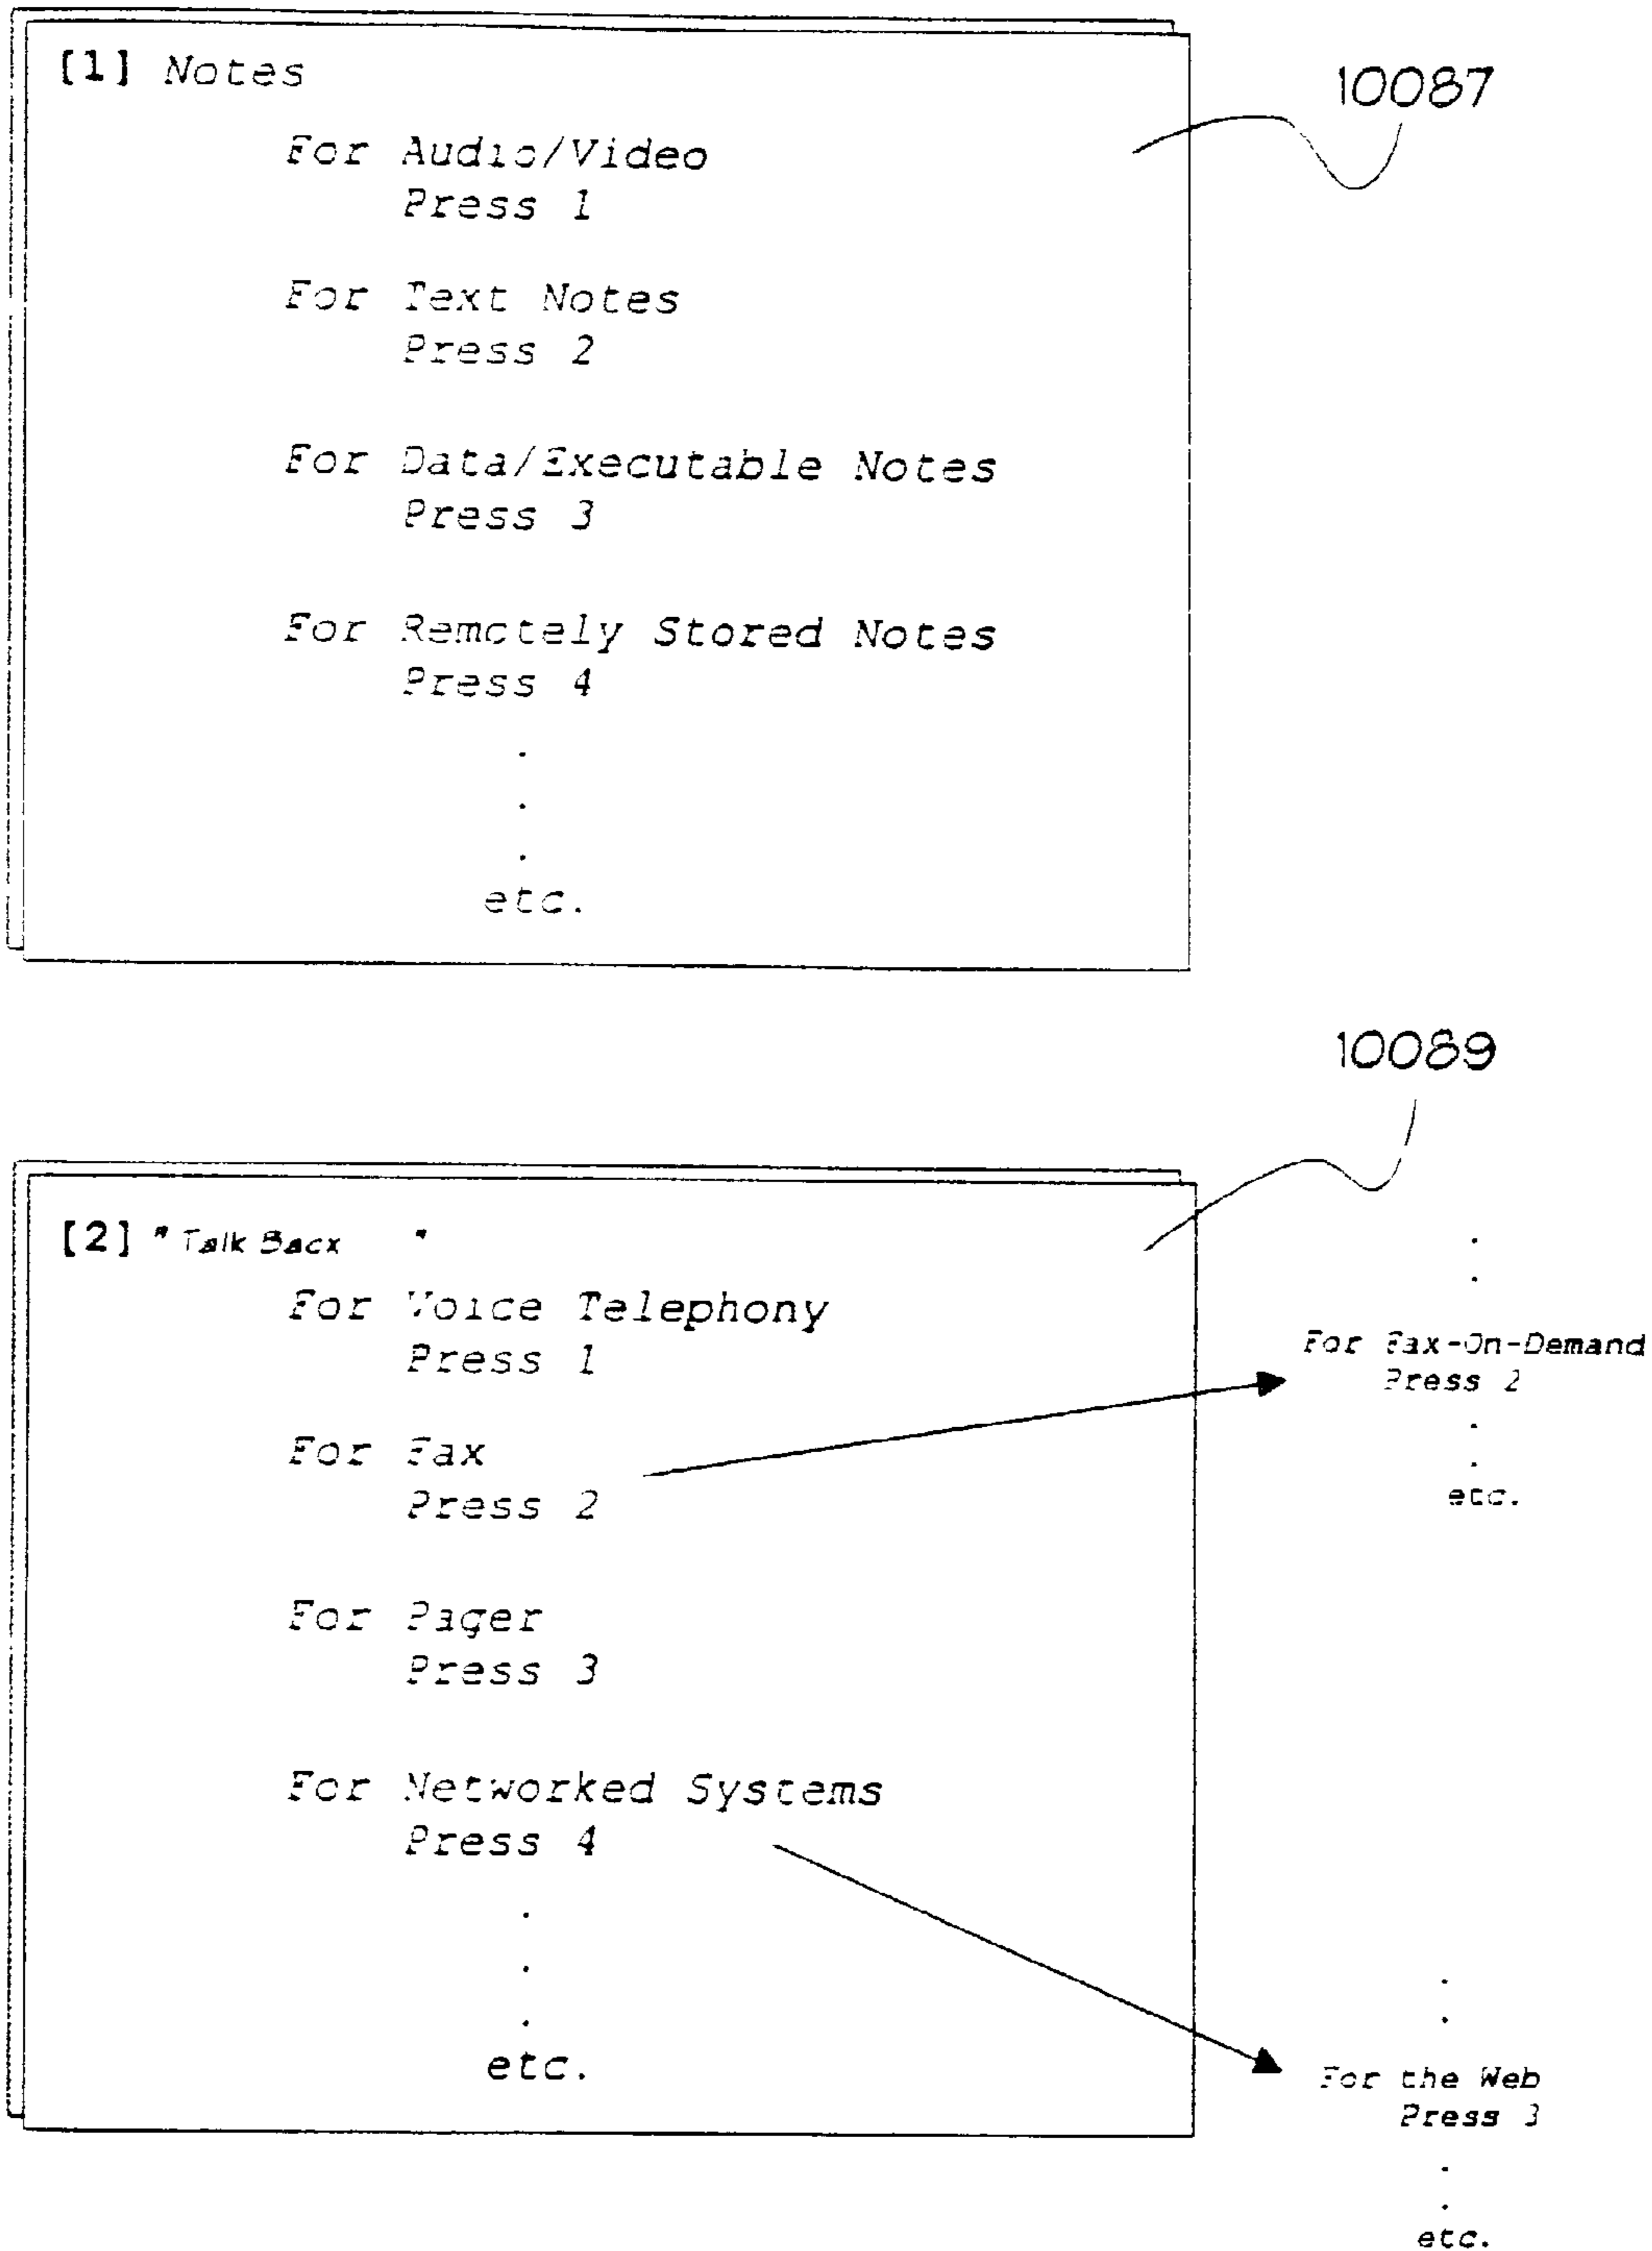 [1] Notes
10087
For Audio/Video
Press 1
For Text Notes
Press 2
For Data/Executable Notes
Press 3
For Remotely Stored Notes
Press 4
.
.
.
etc.
10089
[2] "Talk Back "
For Voice Telephony
Press 1
For Fax
Press 2
For Pager
Press 3
For Networked Systems
Press 4
.
.
.
etc.
.
.
For Fax-On-Demand
Press 2
.
.
etc.
.
.
For the Web
Press 3
.
.
etc.